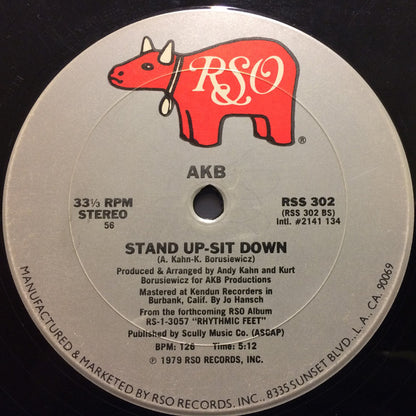 RSO
®
AKB
33⅓ RPM
STEREO
56
RSS 302
(RSS 302 BS)
Intl. #2141 134
STAND UP-SIT DOWN
(A. Kahn-K. Borusiewicz)
Produced & Arranged by Andy Kahn and Kurt
Borusiewicz for AKB Productions
Mastered at Kendun Recorders in
Burbank, Calif. By Jo Hansch
From the forthcoming RSO Album
RS-1-3057 "RHYTHMIC FEET"
Published by Scully Music Co. (ASCAP)
BPM: 126 Time: 5:12
℗ 1979 RSO RECORDS, INC.
MANUFACTURED & MARKETED BY RSO RECORDS, INC., 8335 SUNSET BLVD., L.A., CA. 90069